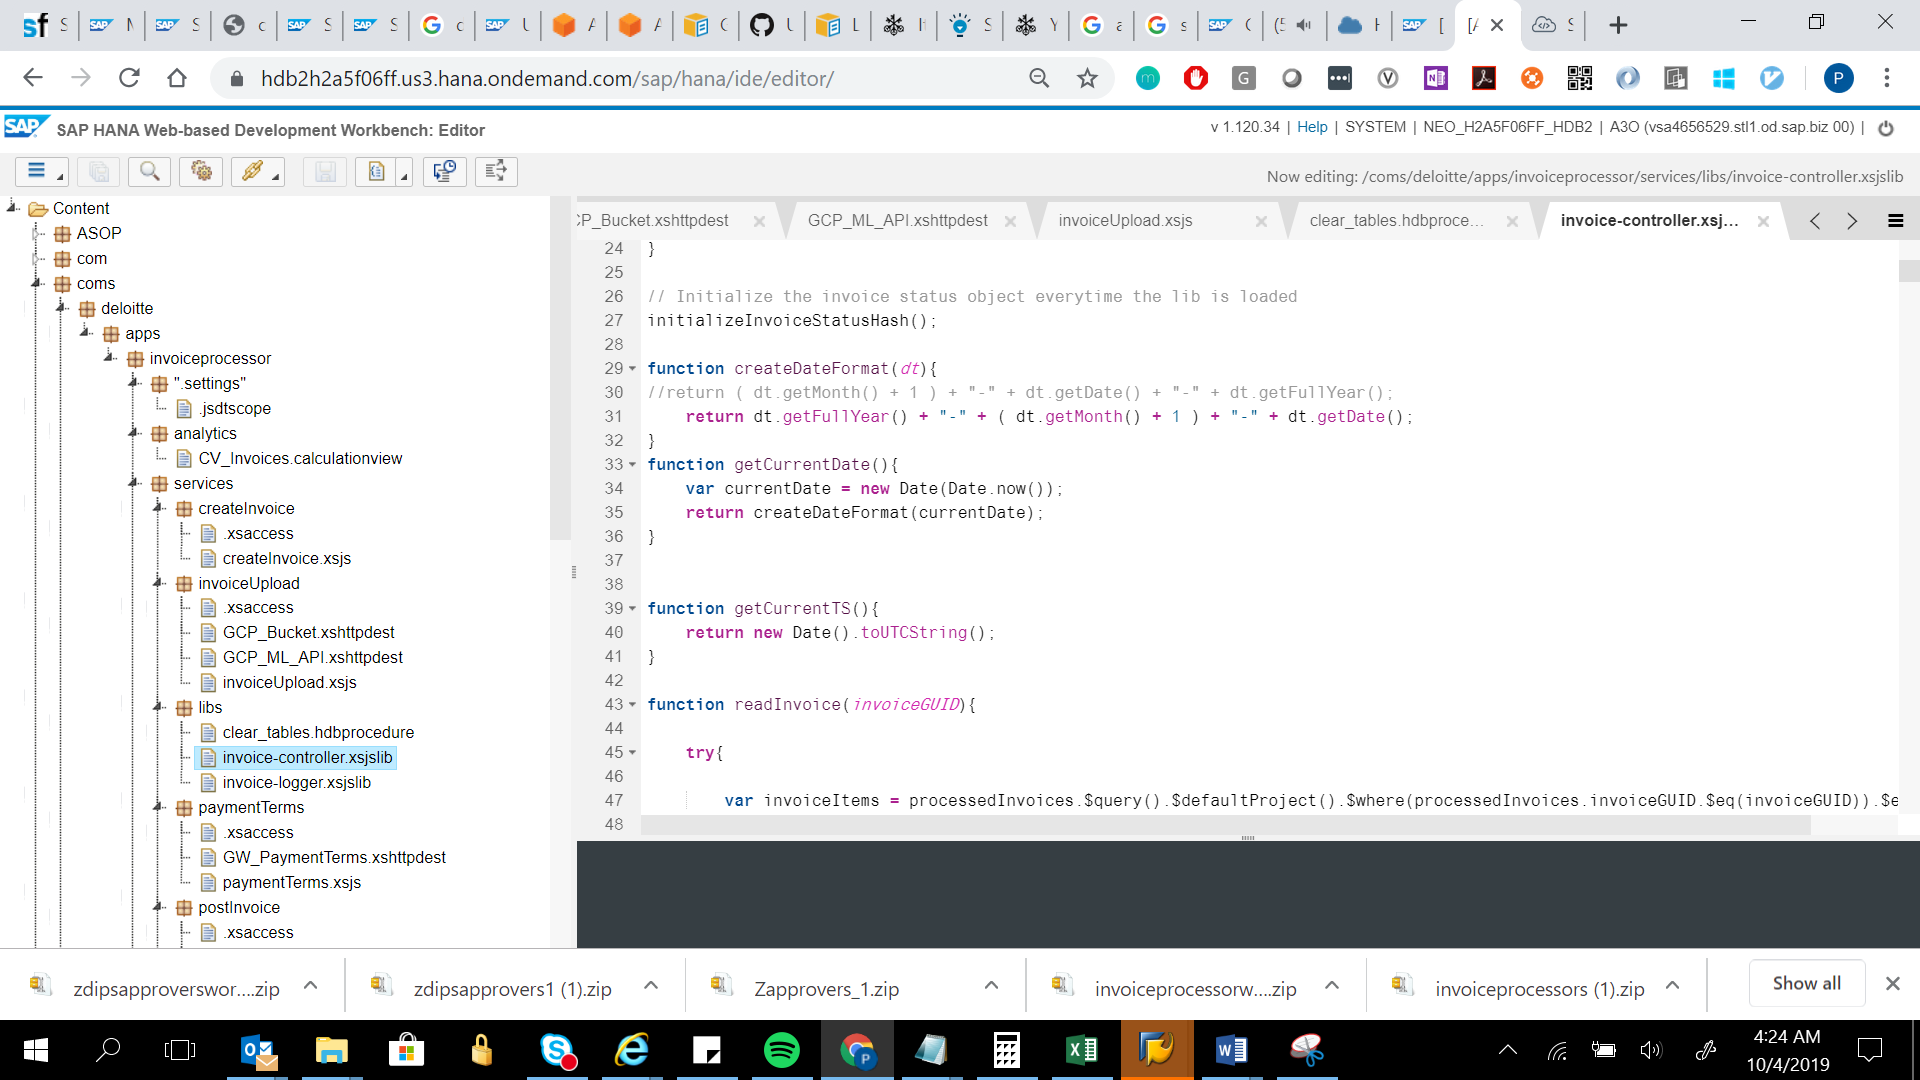 sf
hdb2h2a5f06ff.us3.hana.ondemand.com/sap/hana/ide/editor/
SAP SAP HANA Web-based Development Workbench: Editor
v 1.120.34 | Help | SYSTEM | NEO_H2A5F06FF_HDB2 | A3O (vsa4656529.stl1.od.sap.biz 00) |
Now editing: /coms/deloitte/apps/invoiceprocessor/services/libs/invoice-controller.xsjslib
Content
ASOP
com
coms
deloitte
apps
invoiceprocessor
".settings"
.jsdtscope
analytics
CV_Invoices.calculationview
services
createInvoice
.xsaccess
createInvoice.xsjs
invoiceUpload
.xsaccess
GCP_Bucket.xshttpdest
GCP_ML_API.xshttpdest
invoiceUpload.xsjs
libs
clear_tables.hdbprocedure
invoice-controller.xsjslib
invoice-logger.xsjslib
paymentTerms
.xsaccess
GW_PaymentTerms.xshttpdest
paymentTerms.xsjs
postInvoice
.xsaccess
CP_Bucket.xshttpdest GCP_ML_API.xshttpdest invoiceUpload.xsjs clear_tables.hdbproce... invoice-controller.xsj...
24 }
25
26 // Initialize the invoice status object everytime the lib is loaded
27 initializeInvoiceStatusHash();
28
29 function createDateFormat(dt){
30 //return ( dt.getMonth() + 1 ) + "-" + dt.getDate() + "-" + dt.getFullYear();
31 return dt.getFullYear() + "-" + ( dt.getMonth() + 1 ) + "-" + dt.getDate();
32 }
33 function getCurrentDate(){
34 var currentDate = new Date(Date.now());
35 return createDateFormat(currentDate);
36 }
37
38
39 function getCurrentTS(){
40 return new Date().toUTCString();
41 }
42
43 function readInvoice(invoiceGUID){
44
45 try{
46
47 var invoiceItems = processedInvoices.$query().$defaultProject().$where(processedInvoices.invoiceGUID.$eq(invoiceGUID)).$e
48
zdipsapproverswor....zip
zdipsapprovers1 (1).zip
Zapprovers_1.zip
invoiceprocessorw....zip
invoiceprocessors (1).zip
Show all
4:24 AM
10/4/2019